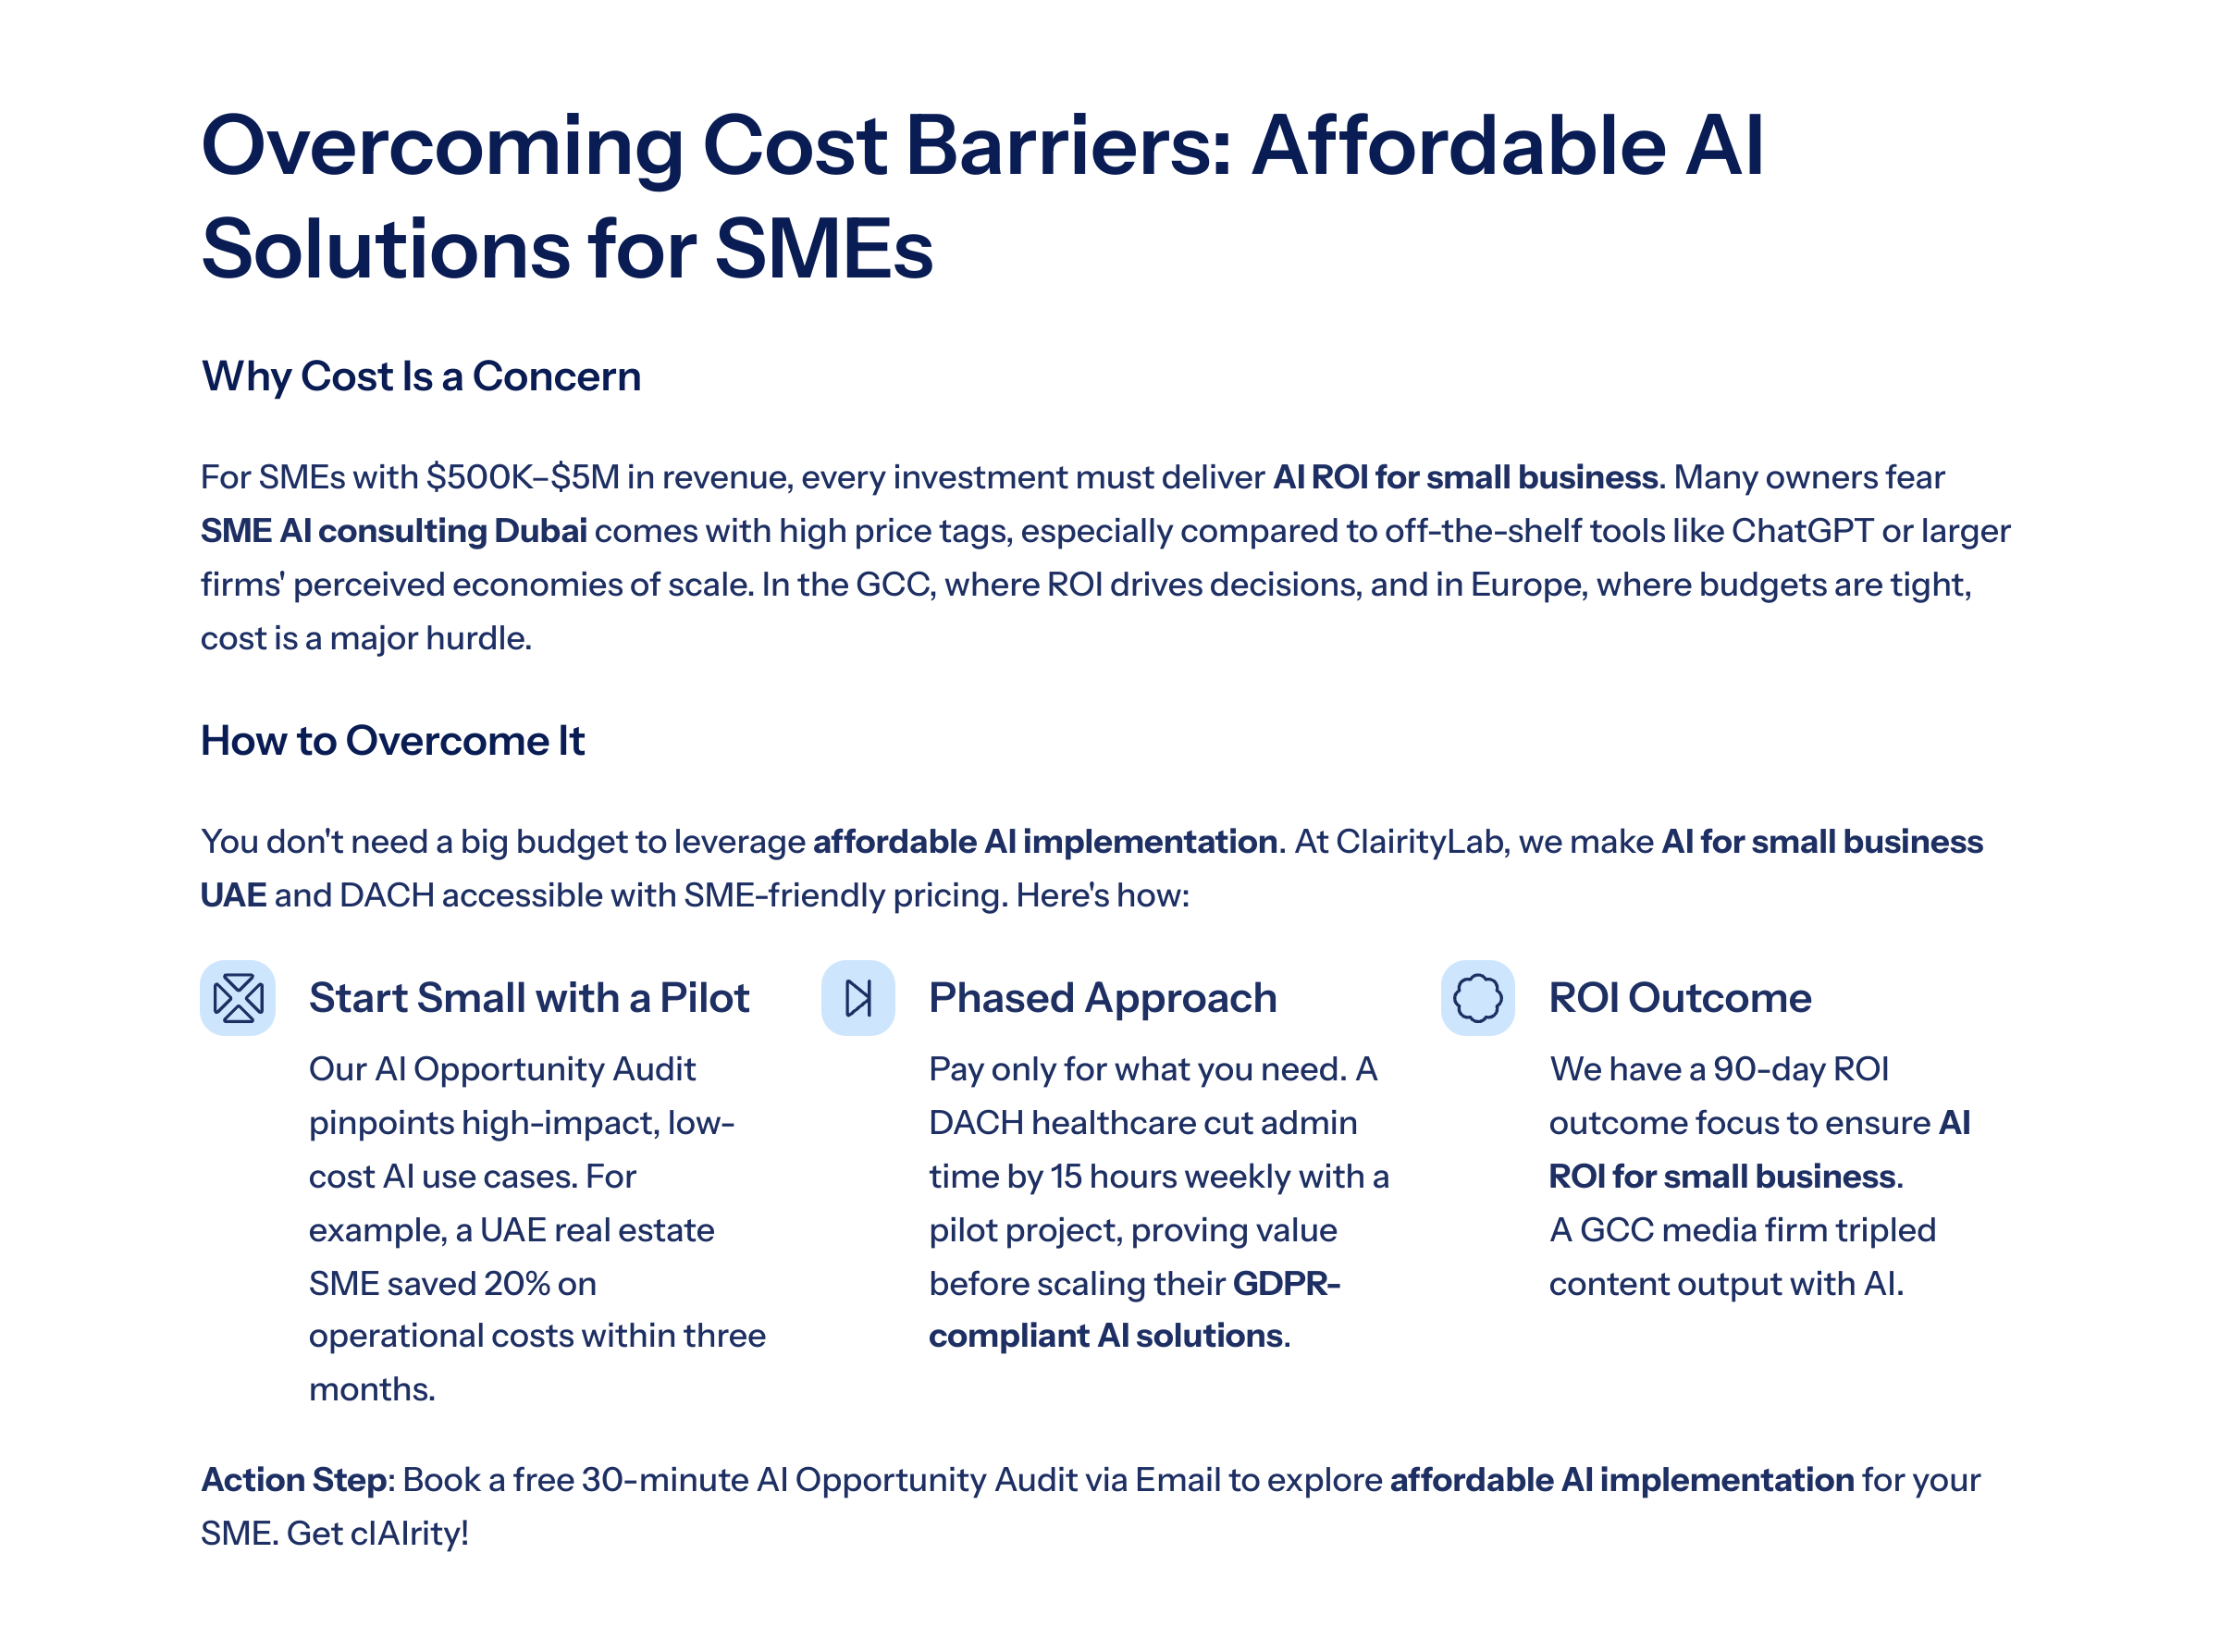 Overcoming Cost Barriers: Affordable AI
Solutions for SMEs
Why Cost Is a Concern
For SMEs with $500K–$5M in revenue, every investment must deliver AI ROI for small business. Many owners fear
SME AI consulting Dubai comes with high price tags, especially compared to off-the-shelf tools like ChatGPT or larger
firms' perceived economies of scale. In the GCC, where ROI drives decisions, and in Europe, where budgets are tight,
cost is a major hurdle.
How to Overcome It
You don't need a big budget to leverage affordable AI implementation. At ClairityLab, we make AI for small business
UAE and DACH accessible with SME-friendly pricing. Here's how:
Start Small with a Pilot
Our AI Opportunity Audit
pinpoints high-impact, low-
cost AI use cases. For
example, a UAE real estate
SME saved 20% on
operational costs within three
months.
Phased Approach
Pay only for what you need. A
DACH healthcare cut admin
time by 15 hours weekly with a
pilot project, proving value
before scaling their GDPR-
compliant AI solutions.
ROI Outcome
We have a 90-day ROI
outcome focus to ensure AI
ROI for small business.
A GCC media firm tripled
content output with AI.
Action Step: Book a free 30-minute AI Opportunity Audit via Email to explore affordable AI implementation for your
SME. Get clAIrity!